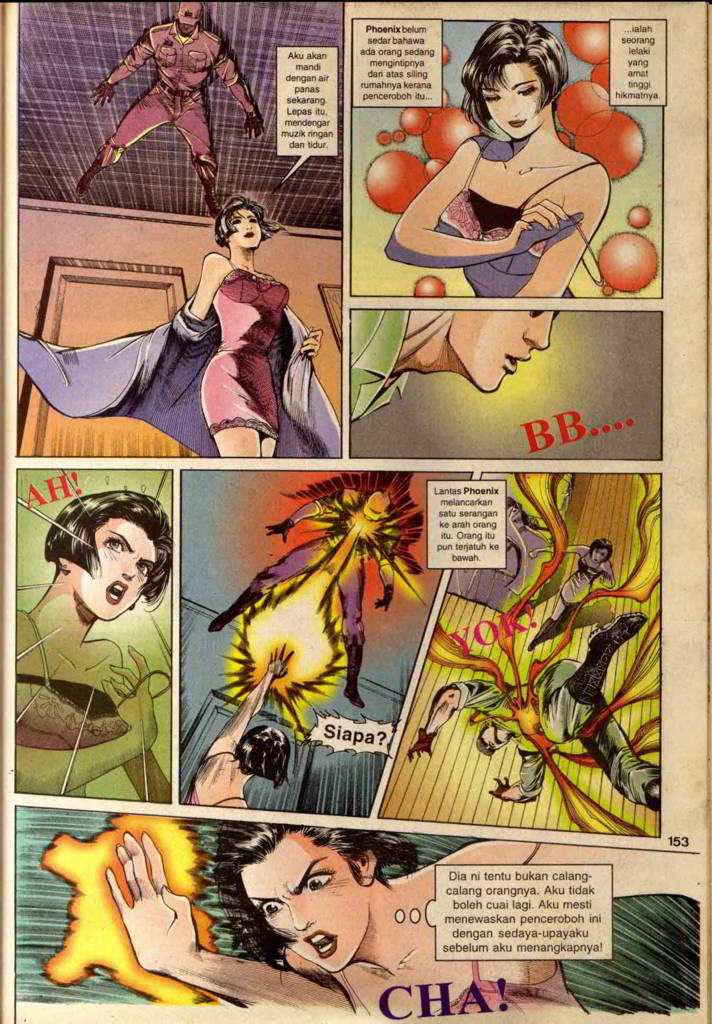 Aku akan
mandi
dengan air
panas
sekarang.
Lepas itu,
mendengar
muzik ringan
dan tidur.
Phoenix belum
sedar bahawa
ada orang sedang
mengintipnya
dari atas siling
rumahnya kerana
penceroboh itu...
...ialah
seorang
lelaki
yang
amat
tinggi
hikmatnya.
BB....
AH!
Siapa?
Lantas Phoenix
melancarkan
satu serangan
ke arah orang
itu. Orang itu
pun terjatuh ke
bawah.
YOK!
153
Dia ni tentu bukan calang-
calang orangnya. Aku tidak
boleh cuai lagi. Aku mesti
menewaskan penceroboh ini
dengan sedaya-upayaku
sebelum aku menangkapnya!
CHA!